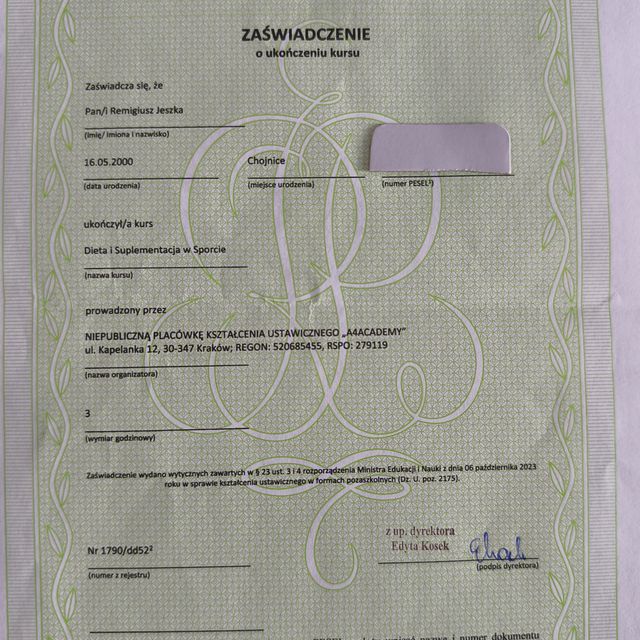 ZAŚWIADCZENIE
o ukończeniu kursu
Zaświadcza się, że
Pan/i Remigiusz Jeszka
(imię/ imiona i nazwisko)
16.05.2000 Chojnice
(data urodzenia) (miejsce urodzenia) (numer PESEL¹)
ukończył/a kurs
Dieta i Suplementacja w Sporcie
(nazwa kursu)
prowadzony przez
NIEPUBLICZNĄ PLACÓWKĘ KSZTAŁCENIA USTAWICZNEGO „A4ACADEMY"
ul. Kapelanka 12, 30-347 Kraków; REGON: 520685455, RSPO: 279119
(nazwa organizatora)
3
(wymiar godzinowy)
Zaświadczenie wydano wytycznych zawartych w § 23 ust. 3 i 4 rozporządzenia Ministra Edukacji i Nauki z dnia 06 października 2023
roku w sprawie kształcenia ustawicznego w formach pozaszkolnych (Dz. U. poz. 2175).
z up. dyrektora
Edyta Kosek
Nr 1790/dd52²
(podpis dyrektora)
(numer z rejestru)
nazwę i numer dokumentu